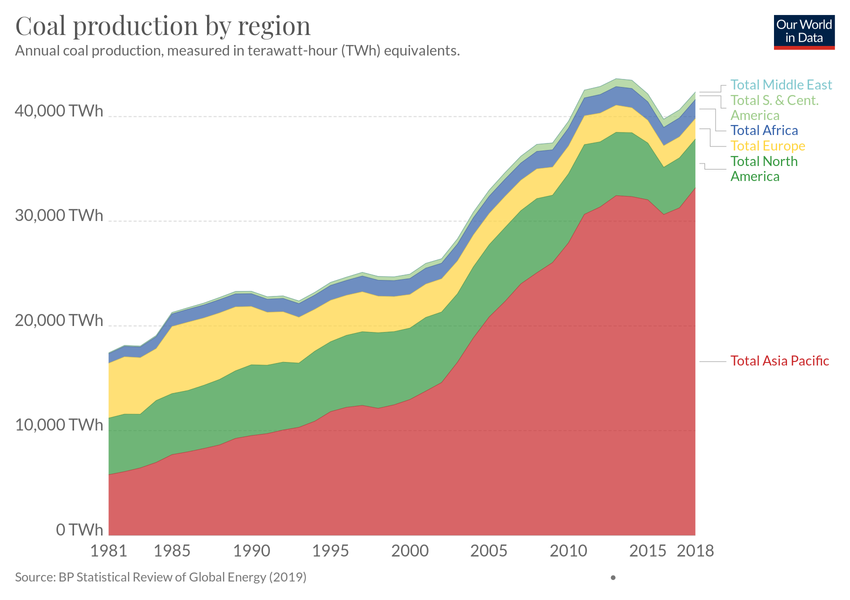 Coal production by region
Annual coal production, measured in terawatt-hour (TWh) equivalents.
Our World
in Data
40,000 TWh
30,000 TWh
20,000 TWh
10,000 TWh
0 TWh
Total Middle East
Total S. & Cent.
America
Total Africa
Total Europe
Total North
America
Total Asia Pacific
1981 1985 1990 1995 2000 2005 2010 2015 2018
Source: BP Statistical Review of Global Energy (2019)